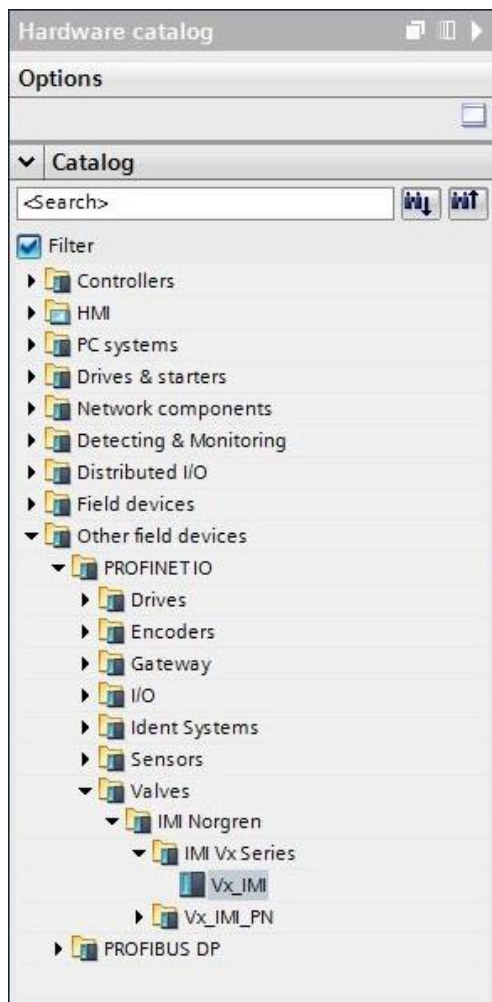 Hardware catalog
Options
Catalog
<Search>
Filter
Controllers
HMI
PC systems
Drives & starters
Network components
Detecting & Monitoring
Distributed I/O
Field devices
Other field devices
PROFINET IO
Drives
Encoders
Gateway
I/O
Ident Systems
Sensors
Valves
IMI Norgren
IMI Vx Series
Vx_IMI
Vx_IMI_PN
PROFIBUS DP